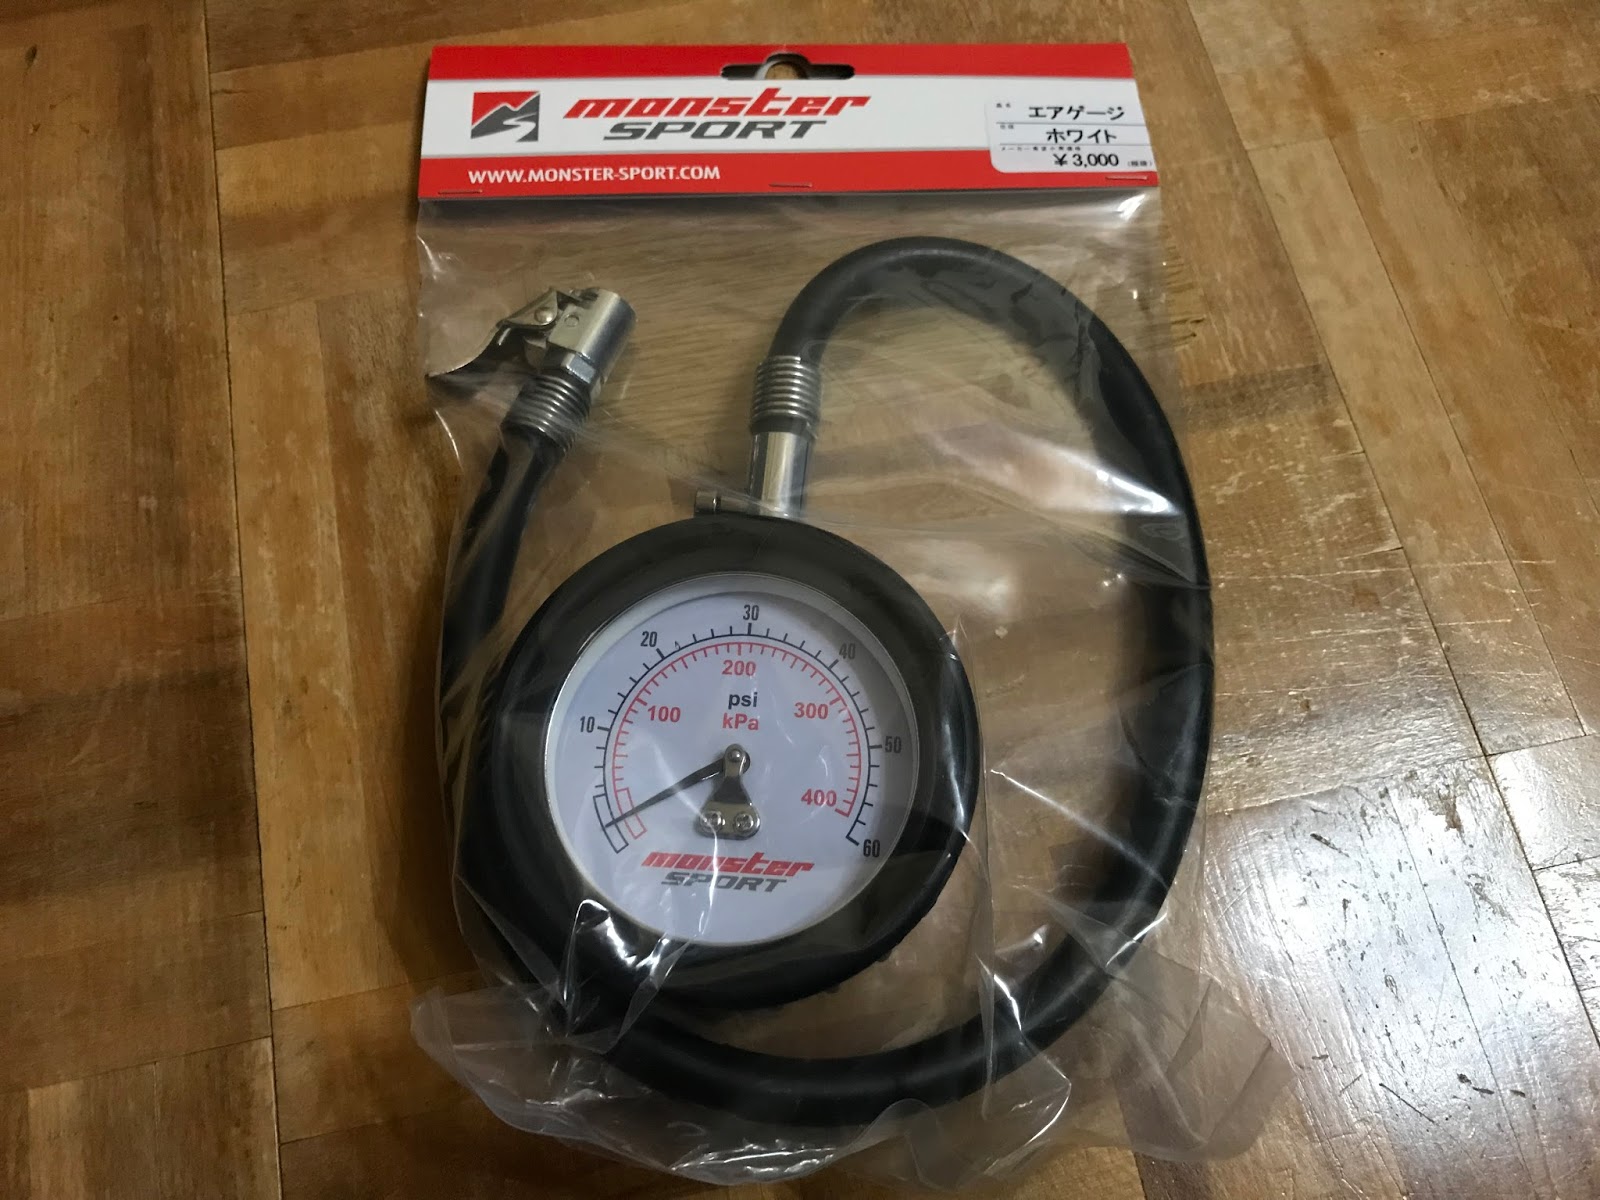 monster
SPORT
WWW.MONSTER-SPORT.COM
エアゲージ
ホワイト
¥3,000
10
20
30
40
50
60
100
200
300
400
psi
kPa
monster
SPORT